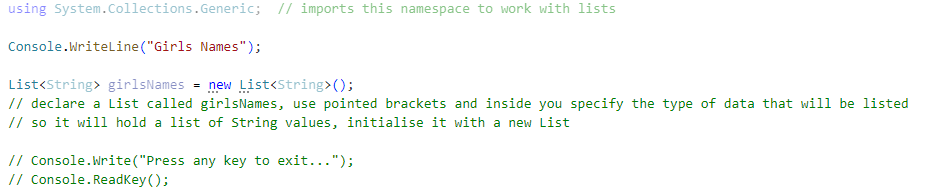 using System.Collections.Generic;  // imports this namespace to work with lists
Console.WriteLine("Girls Names");
List<String> girlsNames = new List<String>();
// declare a List called girlsNames, use pointed brackets and inside you specify the type of data that will be listed
// so it will hold a list of String values, initialise it with a new List
// Console.Write("Press any key to exit...");
// Console.ReadKey();